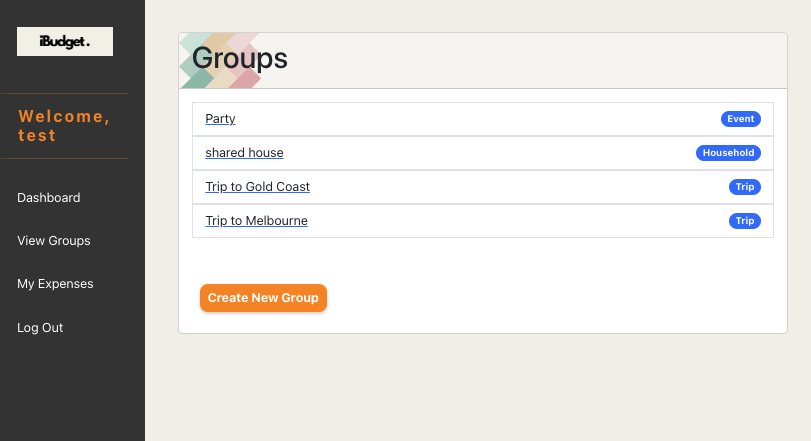 iBudget.
Welcome,
test
Dashboard
View Groups
My Expenses
Log Out
Groups
Party Event
shared house Household
Trip to Gold Coast Trip
Trip to Melbourne Trip
Create New Group